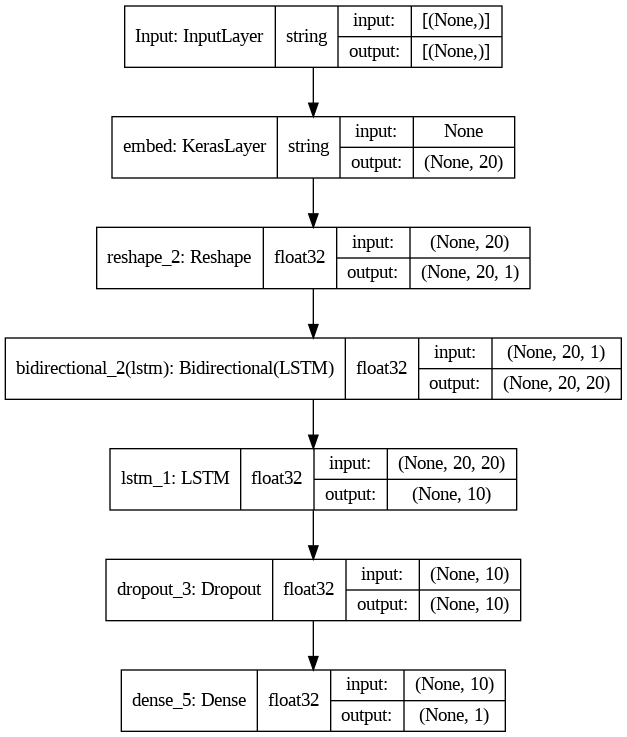 Input: InputLayer string input: [(None,)]
output: [(None,)]
embed: KerasLayer string input: None
output: (None, 20)
reshape_2: Reshape float32 input: (None, 20)
output: (None, 20, 1)
bidirectional_2(lstm): Bidirectional(LSTM) float32 input: (None, 20, 1)
output: (None, 20, 20)
lstm_1: LSTM float32 input: (None, 20, 20)
output: (None, 10)
dropout_3: Dropout float32 input: (None, 10)
output: (None, 10)
dense_5: Dense float32 input: (None, 10)
output: (None, 1)